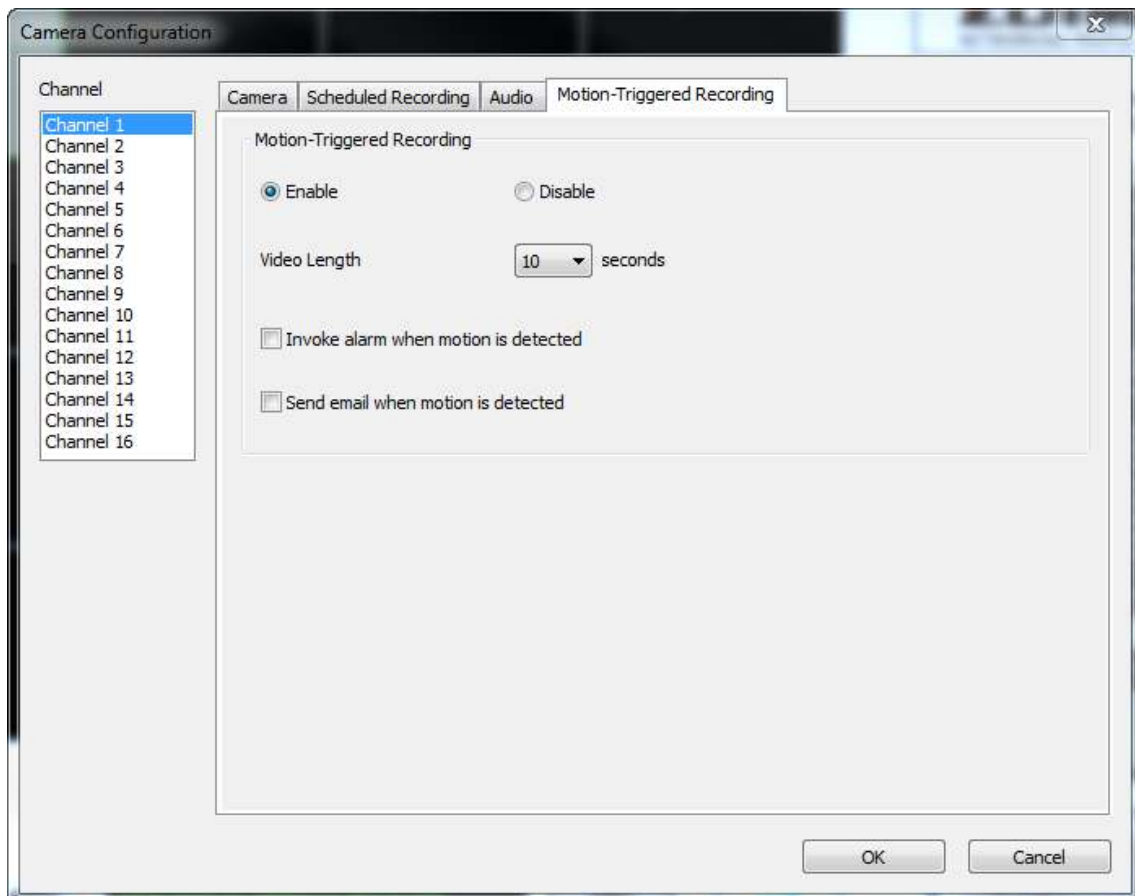 Camera Configuration
Channel
Channel 1
Channel 2
Channel 3
Channel 4
Channel 5
Channel 6
Channel 7
Channel 8
Channel 9
Channel 10
Channel 11
Channel 12
Channel 13
Channel 14
Channel 15
Channel 16
Camera
Scheduled Recording
Audio
Motion-Triggered Recording
Motion-Triggered Recording
Enable
Disable
Video Length
10
seconds
Invoke alarm when motion is detected
Send email when motion is detected
OK
Cancel